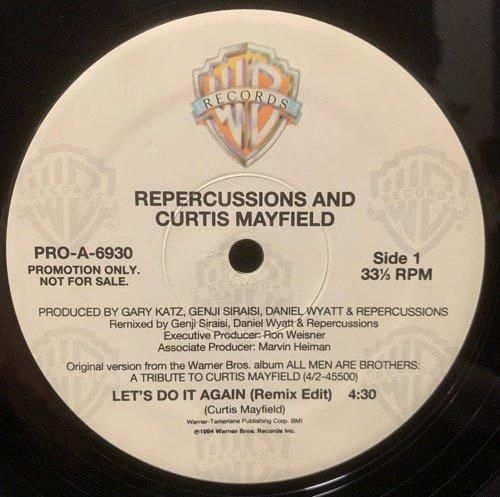 WB
RECORDS
REPERCUSSIONS AND
CURTIS MAYFIELD
PRO-A-6930
PROMOTION ONLY.
NOT FOR SALE.
Side 1
33⅓ RPM
PRODUCED BY GARY KATZ, GENJI SIRAISI, DANIEL WYATT & REPERCUSSIONS
Remixed by Genji Siraisi, Daniel Wyatt & Repercussions
Executive Producer: Ron Weisner
Associate Producer: Marvin Heiman
Original version from the Warner Bros. album ALL MEN ARE BROTHERS:
A TRIBUTE TO CURTIS MAYFIELD (4/2-45500)
LET'S DO IT AGAIN (Remix Edit) 4:30
(Curtis Mayfield)
Warner-Tamerlane Publishing Corp. BMI
℗1994 Warner Bros. Records Inc.